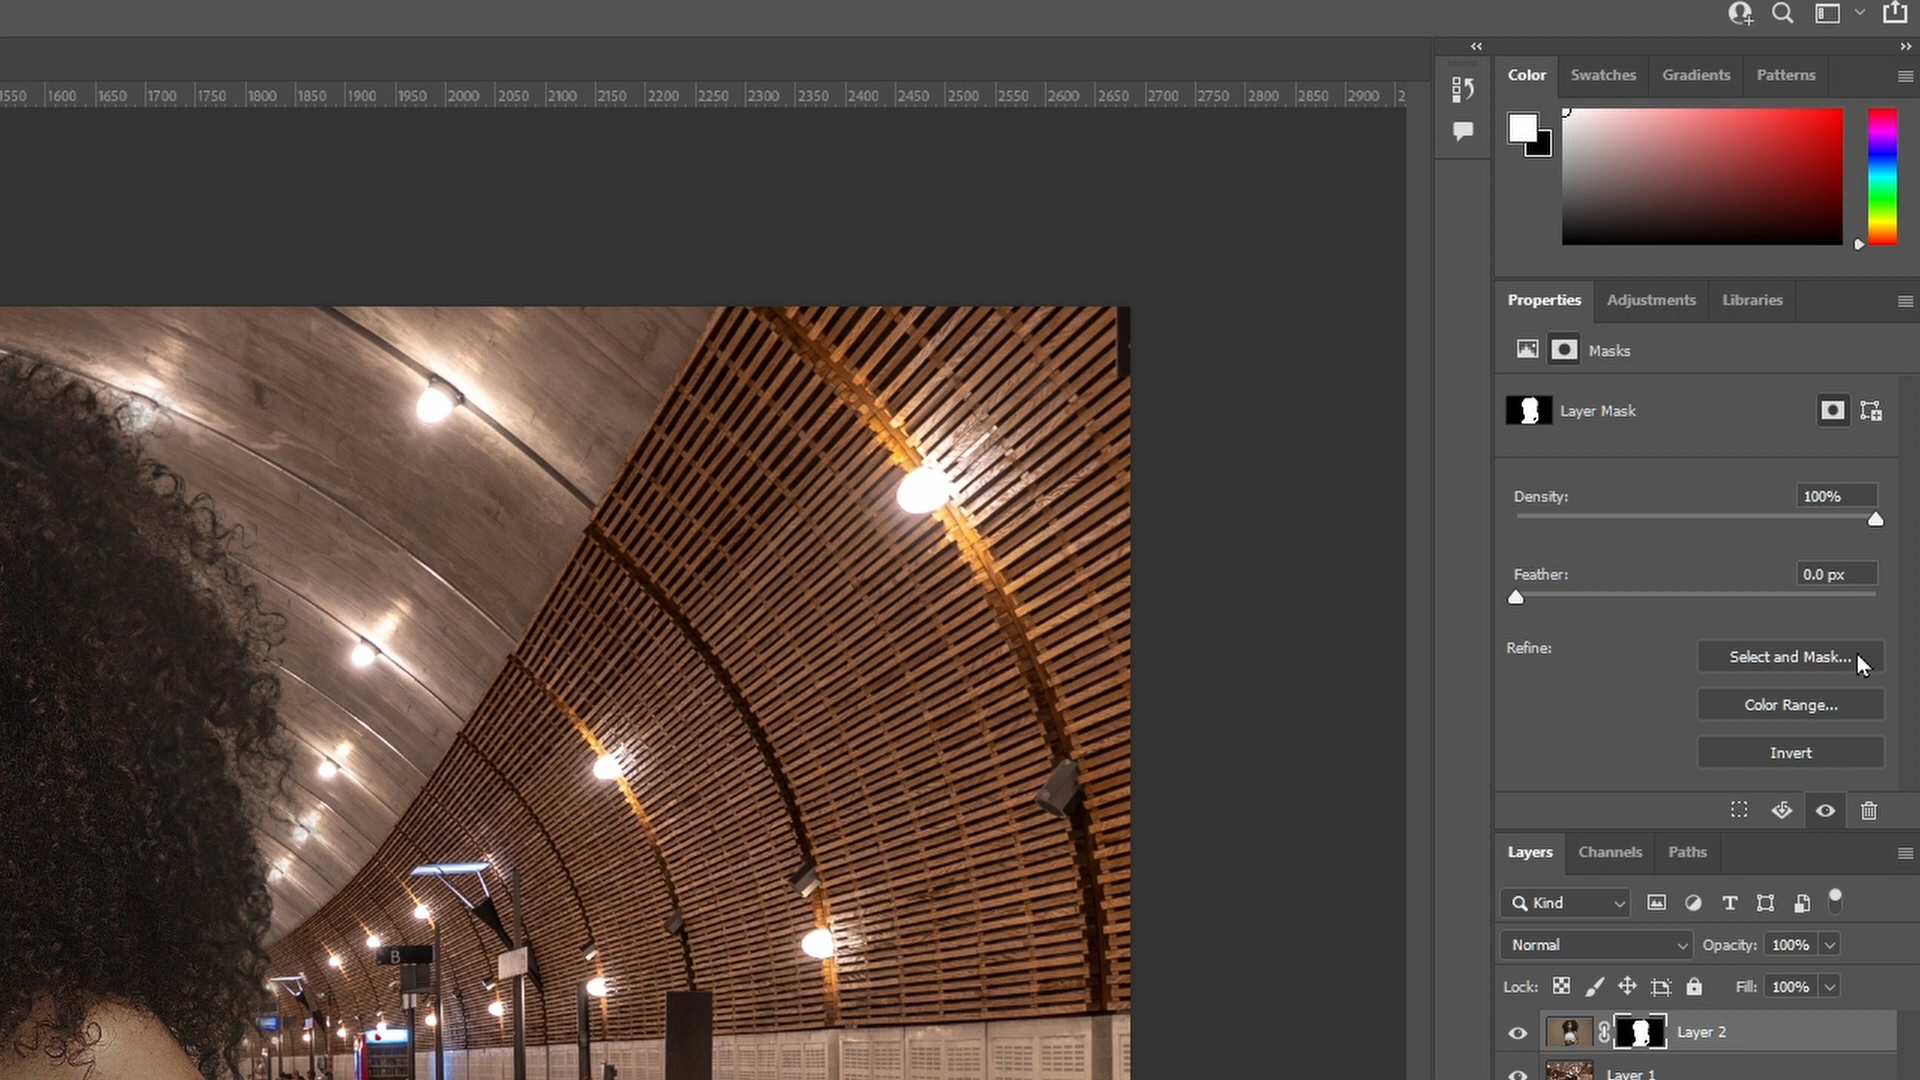 1550 1600 1650 1700 1750 1800 1850 1900 1950 2000 2050 2100 2150 2200 2250 2300 2350 2400 2450 2500 2550 2600 2650 2700 2750 2800 2850 2900 2
Color Swatches Gradients Patterns
Properties Adjustments Libraries
Masks
Layer Mask
Density: 100%
Feather: 0.0 px
Refine:
Select and Mask...
Color Range...
Invert
Layers Channels Paths
Kind
Normal Opacity: 100%
Lock: Fill: 100%
Layer 2
Layer 1
B